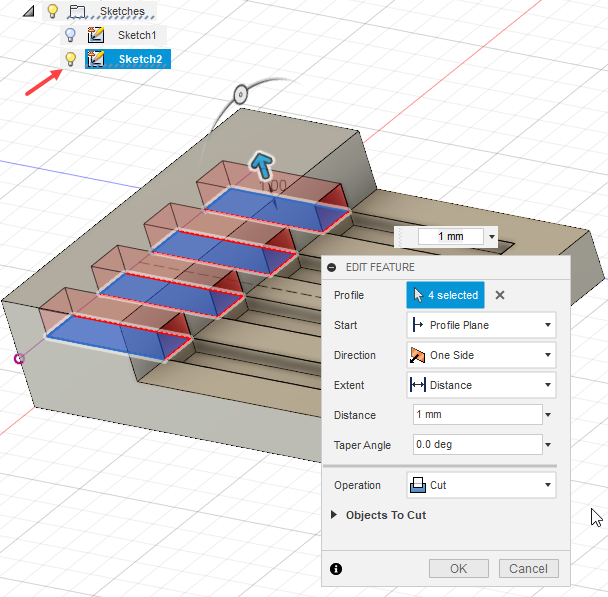 Sketches
Sketch1
Sketch2
1.00
1 mm
EDIT FEATURE
Profile 4 selected
Start Profile Plane
Direction One Side
Extent Distance
Distance 1 mm
Taper Angle 0.0 deg
Operation Cut
Objects To Cut
OK Cancel